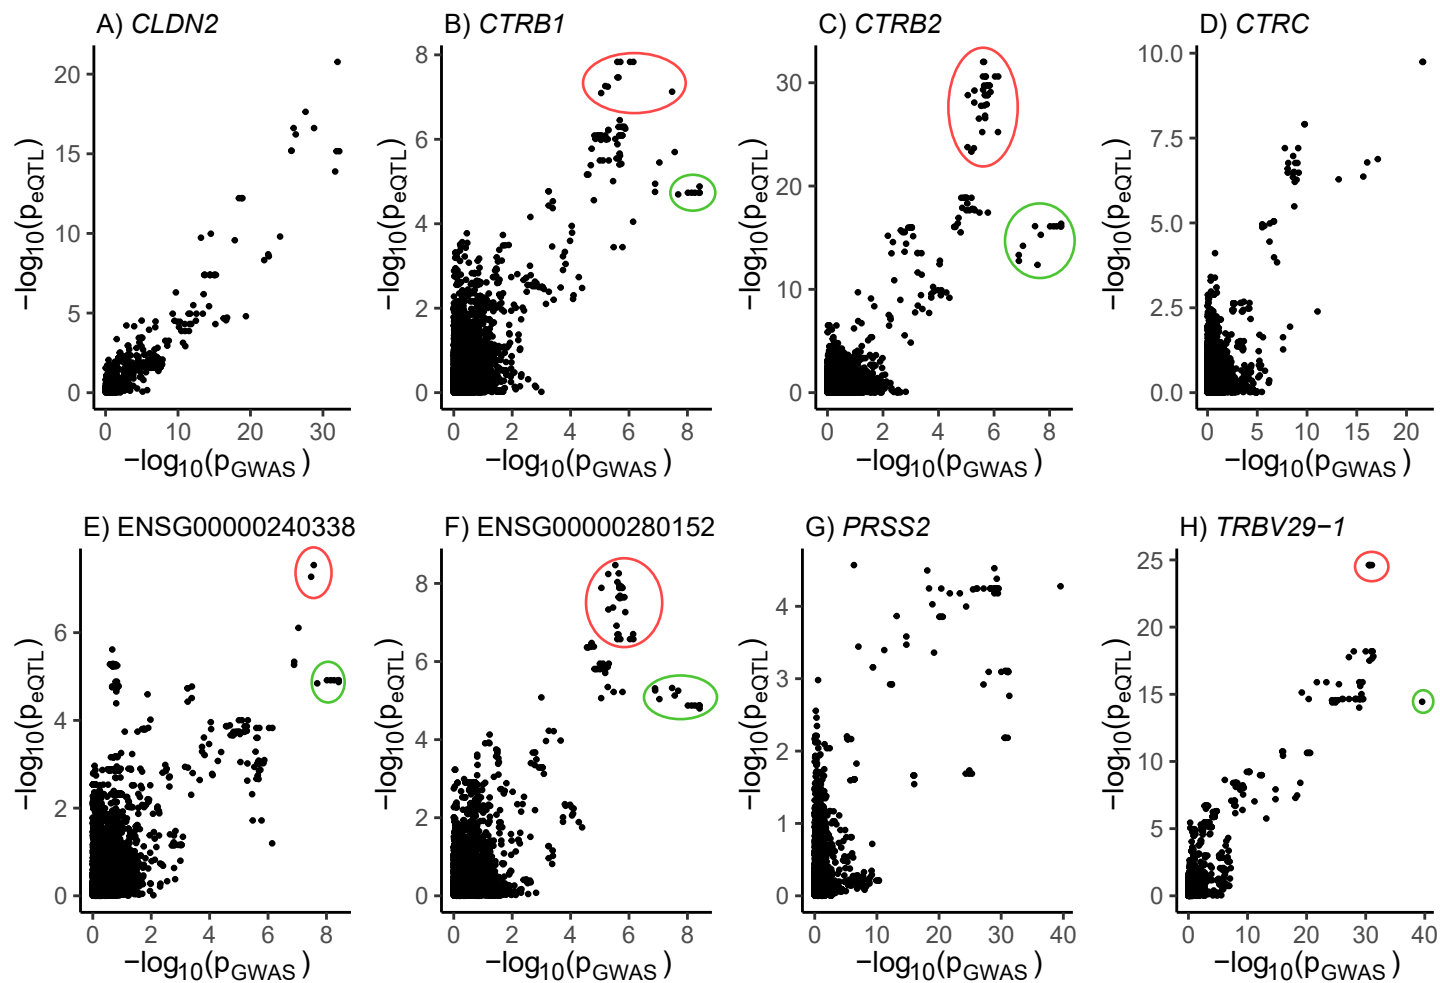 A) CLDN2
B) CTRB1
C) CTRB2
D) CTRC
−log10(peQTL)
20
15
10
5
0
0 10 20 30
−log10(pGWAS)
−log10(peQTL)
8
6
4
2
0
0 2 4 6 8
−log10(pGWAS)
−log10(peQTL)
30
20
10
0
0 2 4 6 8
−log10(pGWAS)
−log10(peQTL)
10.0
7.5
5.0
2.5
0.0
0 5 10 15 20
−log10(pGWAS)
E) ENSG00000240338
F) ENSG00000280152
G) PRSS2
H) TRBV29−1
−log10(peQTL)
6
4
2
0
0 2 4 6 8
−log10(pGWAS)
−log10(peQTL)
8
6
4
2
0
0 2 4 6 8
−log10(pGWAS)
−log10(peQTL)
4
3
2
1
0
0 10 20 30 40
−log10(pGWAS)
−log10(peQTL)
25
20
15
10
5
0
0 10 20 30 40
−log10(pGWAS)